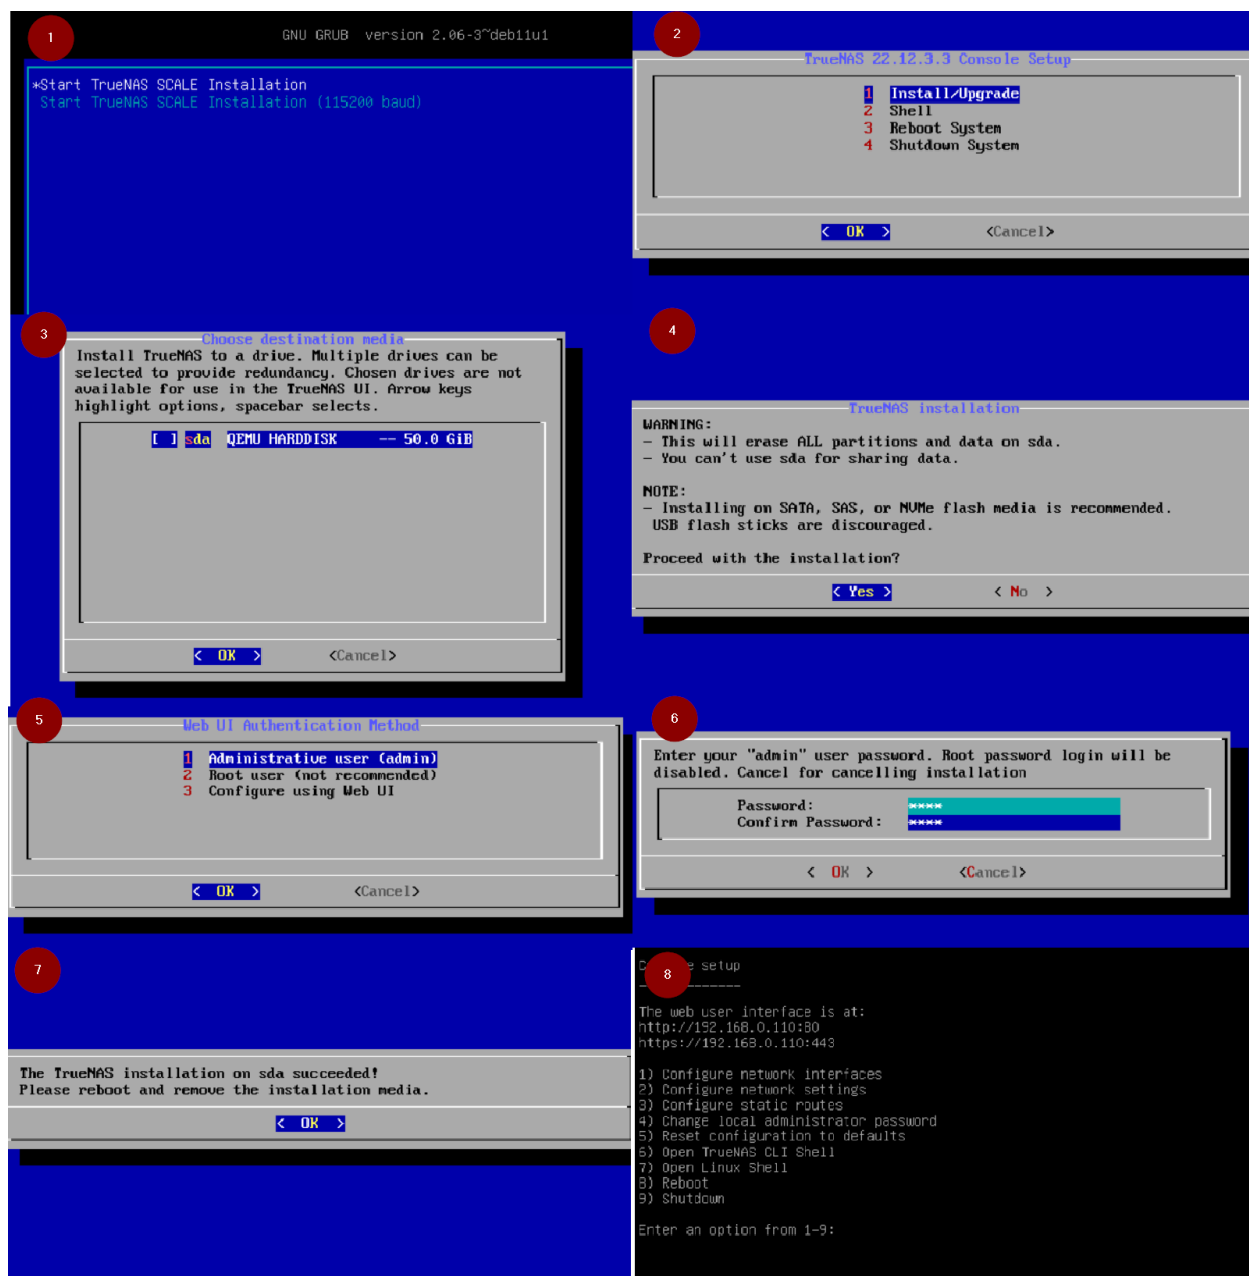 1
GNU GRUB  version 2.06-3~deb11u1
*Start TrueNAS SCALE Installation
Start TrueNAS SCALE Installation (115200 baud)
2
TrueNAS 22.12.3.3 Console Setup
1 Install/Upgrade
2 Shell
3 Reboot System
4 Shutdown System
< OK > <Cancel>
3
Choose destination media
Install TrueNAS to a drive. Multiple drives can be
selected to provide redundancy. Chosen drives are not
available for use in the TrueNAS UI. Arrow keys
highlight options, spacebar selects.
[ ] sda QEMU HARDDISK -- 50.0 GiB
< OK > <Cancel>
4
TrueNAS installation
WARNING:
- This will erase ALL partitions and data on sda.
- You can't use sda for sharing data.
NOTE:
- Installing on SATA, SAS, or NVMe flash media is recommended.
USB flash sticks are discouraged.
Proceed with the installation?
< Yes > < No >
5
Web UI Authentication Method
1 Administrative user (admin)
2 Root user (not recommended)
3 Configure using Web UI
< OK > <Cancel>
6
Enter your "admin" user password. Root password login will be
disabled. Cancel for cancelling installation
Password: ****
Confirm Password: ****
< OK > <Cancel>
7
The TrueNAS installation on sda succeeded!
Please reboot and remove the installation media.
< OK >
8
setup
-------------
The web user interface is at:
http://192.168.0.110:80
https://192.168.0.110:443
1) Configure network interfaces
2) Configure network settings
3) Configure static routes
4) Change local administrator password
5) Reset configuration to defaults
6) Open TrueNAS CLI Shell
7) Open Linux Shell
8) Reboot
9) Shutdown
Enter an option from 1-9: